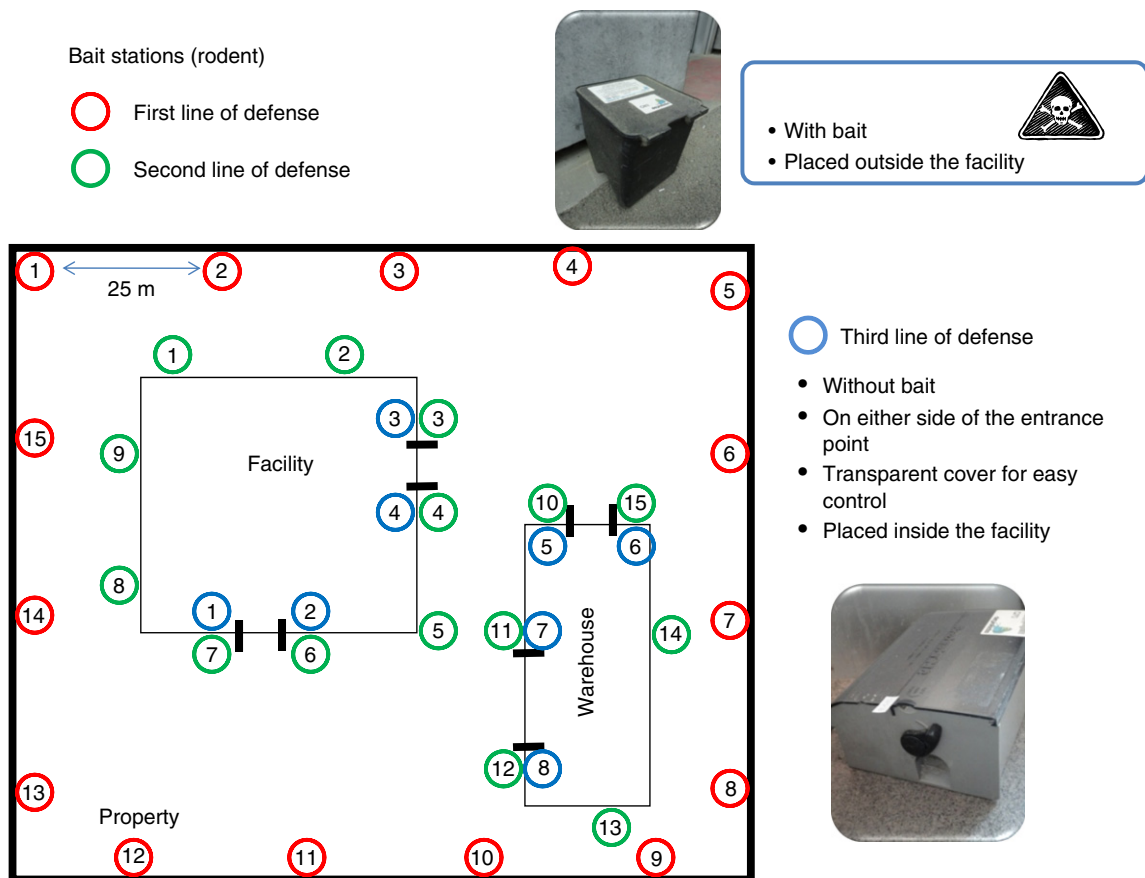 Bait stations (rodent)
First line of defense
Second line of defense
• With bait
• Placed outside the facility
1
25 m
2
3
4
5
1
2
3
3
15
9
Facility
6
4
4
10
15
5
6
8
14
1
2
7
6
5
11
7
14
7
Warehouse
12
8
13
8
13
Property
12
11
10
9
Third line of defense
• Without bait
• On either side of the entrance
point
• Transparent cover for easy
control
• Placed inside the facility